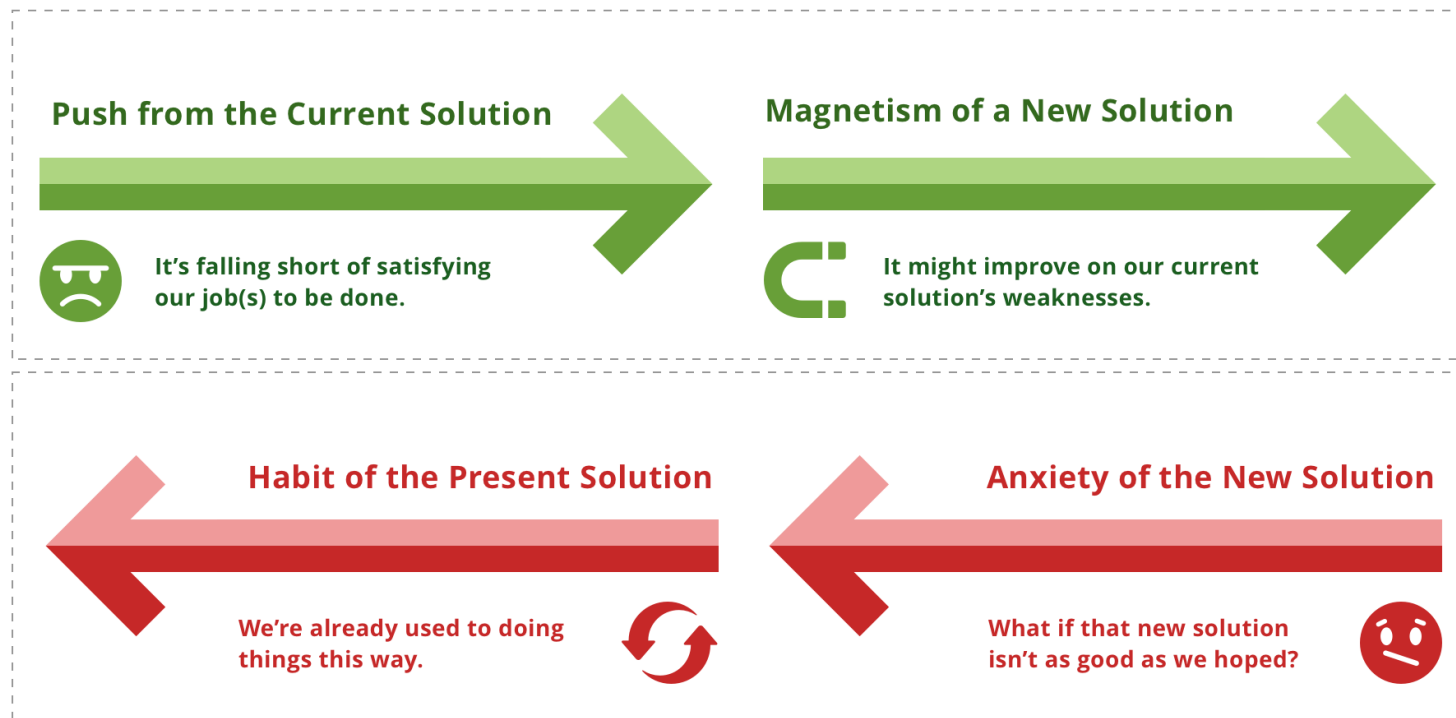 Push from the Current Solution
It’s falling short of satisfying
our job(s) to be done.
Magnetism of a New Solution
It might improve on our current
solution’s weaknesses.
Habit of the Present Solution
We’re already used to doing
things this way.
Anxiety of the New Solution
What if that new solution
isn’t as good as we hoped?